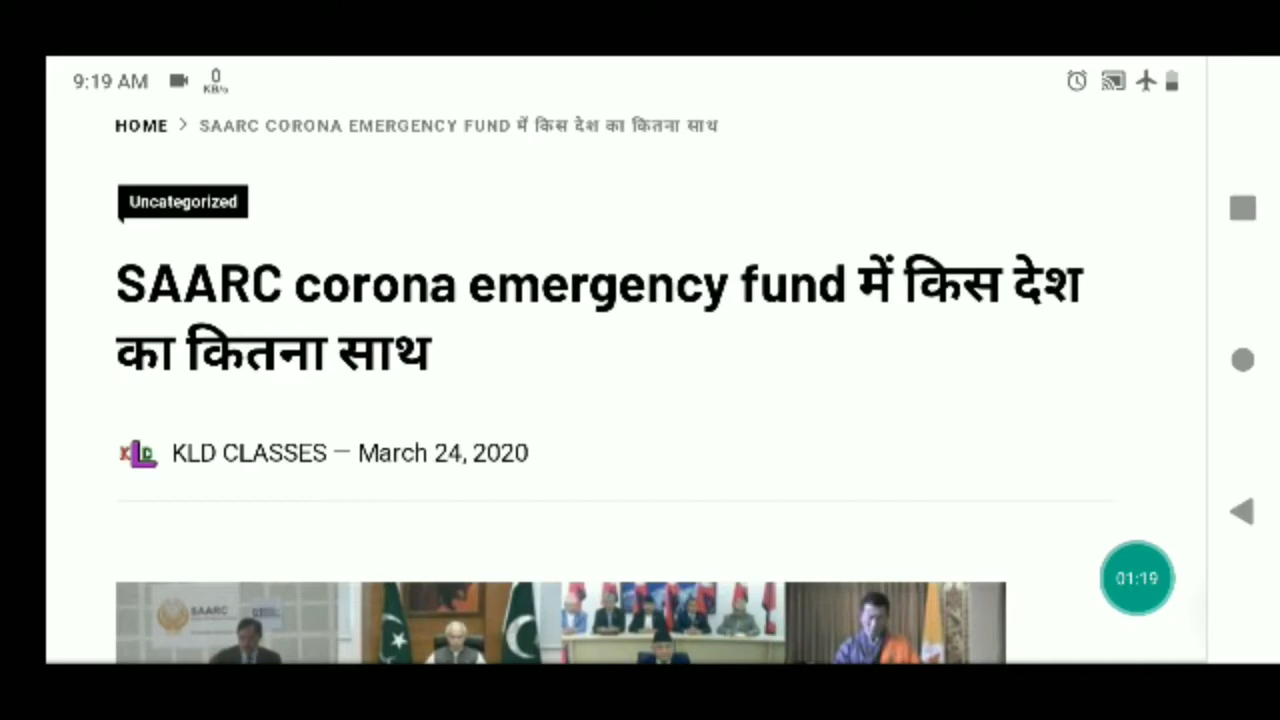 9:19 AM 0 KB/s
HOME > SAARC CORONA EMERGENCY FUND में किस देश का कितना साथ
Uncategorized
SAARC corona emergency fund में किस देश
का कितना साथ
KLD KLD CLASSES — March 24, 2020
01:19
SAARC